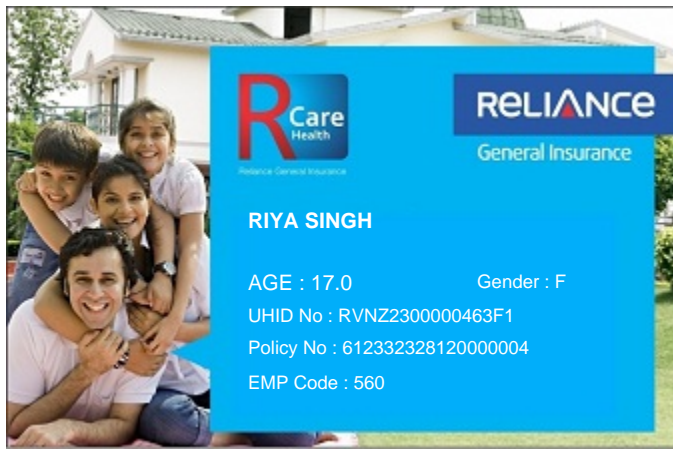 R Care
Health
Reliance General Insurance
RELIANCE
General Insurance
RIYA SINGH
AGE : 17.0 Gender : F
UHID No : RVNZ2300000463F1
Policy No : 612332328120000004
EMP Code : 560